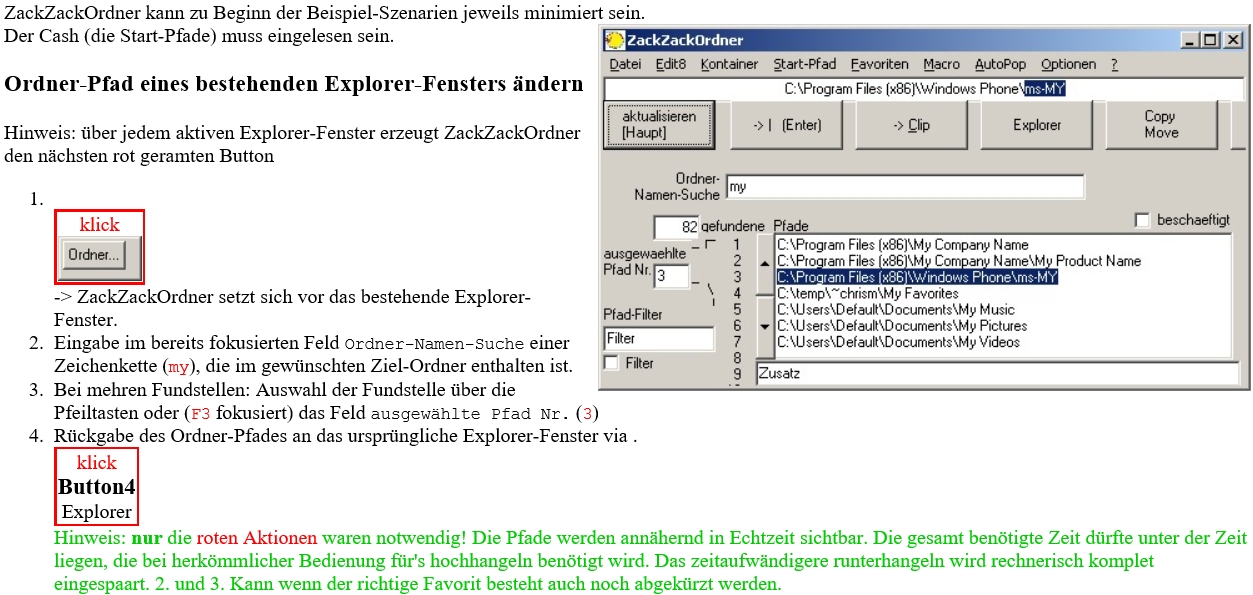 ZackZackOrdner kann zu Beginn der Beispiel-Szenarien jeweils minimiert sein.
Der Cash (die Start-Pfade) muss eingelesen sein.
Ordner-Pfad eines bestehenden Explorer-Fensters ändern
Hinweis: über jedem aktiven Explorer-Fenster erzeugt ZackZackOrdner
den nächsten rot geramten Button
1.
klick
Ordner...
-> ZackZackOrdner setzt sich vor das bestehende Explorer-
Fenster.
2. Eingabe im bereits fokusierten Feld Ordner-Namen-Suche einer
Zeichenkette (my), die im gewünschten Ziel-Ordner enthalten ist.
3. Bei mehren Fundstellen: Auswahl der Fundstelle über die
Pfeiltasten oder (F3 fokusiert) das Feld ausgewählte Pfad Nr. (3)
4. Rückgabe des Ordner-Pfades an das ursprüngliche Explorer-Fenster via .
klick
Button4
Explorer
Hinweis: nur die roten Aktionen waren notwendig! Die Pfade werden annähernd in Echtzeit sichtbar. Die gesamt benötigte Zeit dürfte unter der Zeit
liegen, die bei herkömmlicher Bedienung für's hochhangeln benötigt wird. Das zeitaufwändigere runterhangeln wird rechnerisch komplet
eingespaart. 2. und 3. Kann wenn der richtige Favorit besteht auch noch abgekürzt werden.
ZackZackOrdner
Datei Edit8 Kontainer Start-Pfad Favoriten Macro AutoPop Optionen ?
C:\Program Files (x86)\Windows Phone\ms-MY
aktualisieren
[Haupt]
-> | (Enter)
-> Clip
Explorer
Copy
Move
Ordner-
Namen-Suche
my
82 gefundene Pfade
beschaeftigt
ausgewaehlte
Pfad Nr. 3
Pfad-Filter
Filter
Filter
1 C:\Program Files (x86)\My Company Name
2 C:\Program Files (x86)\My Company Name\My Product Name
3 C:\Program Files (x86)\Windows Phone\ms-MY
4 C:\temp\~chrism\My Favorites
5 C:\Users\Default\Documents\My Music
6 C:\Users\Default\Documents\My Pictures
7 C:\Users\Default\Documents\My Videos
8
9 Zusatz